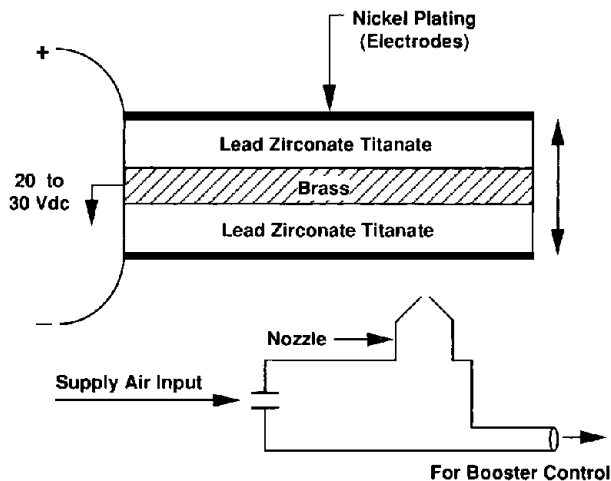 Nickel Plating
(Electrodes)
+
Lead Zirconate Titanate
20 to
30 Vdc
Brass
Lead Zirconate Titanate
—
Nozzle
Supply Air Input
For Booster Control